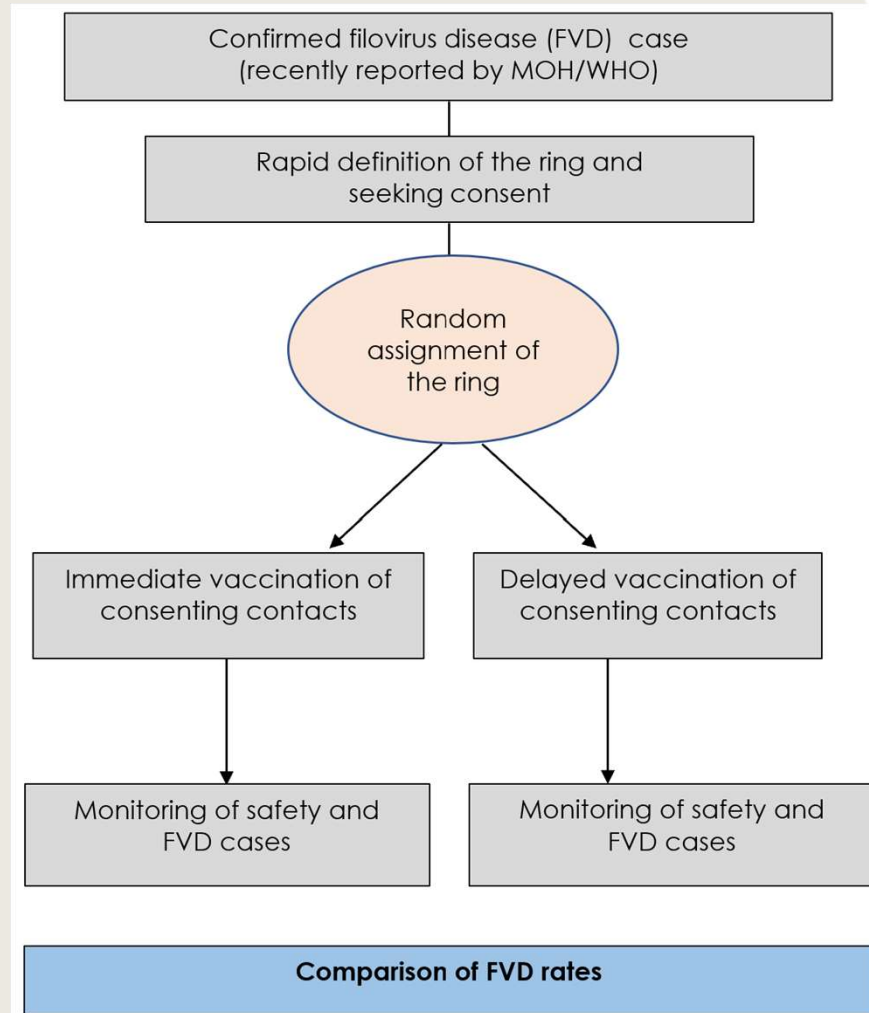 Confirmed filovirus disease (FVD) case
(recently reported by MOH/WHO)
Rapid definition of the ring and
seeking consent
Random
assignment of
the ring
Immediate vaccination of
consenting contacts
Delayed vaccination of
consenting contacts
Monitoring of safety and
FVD cases
Monitoring of safety and
FVD cases
Comparison of FVD rates